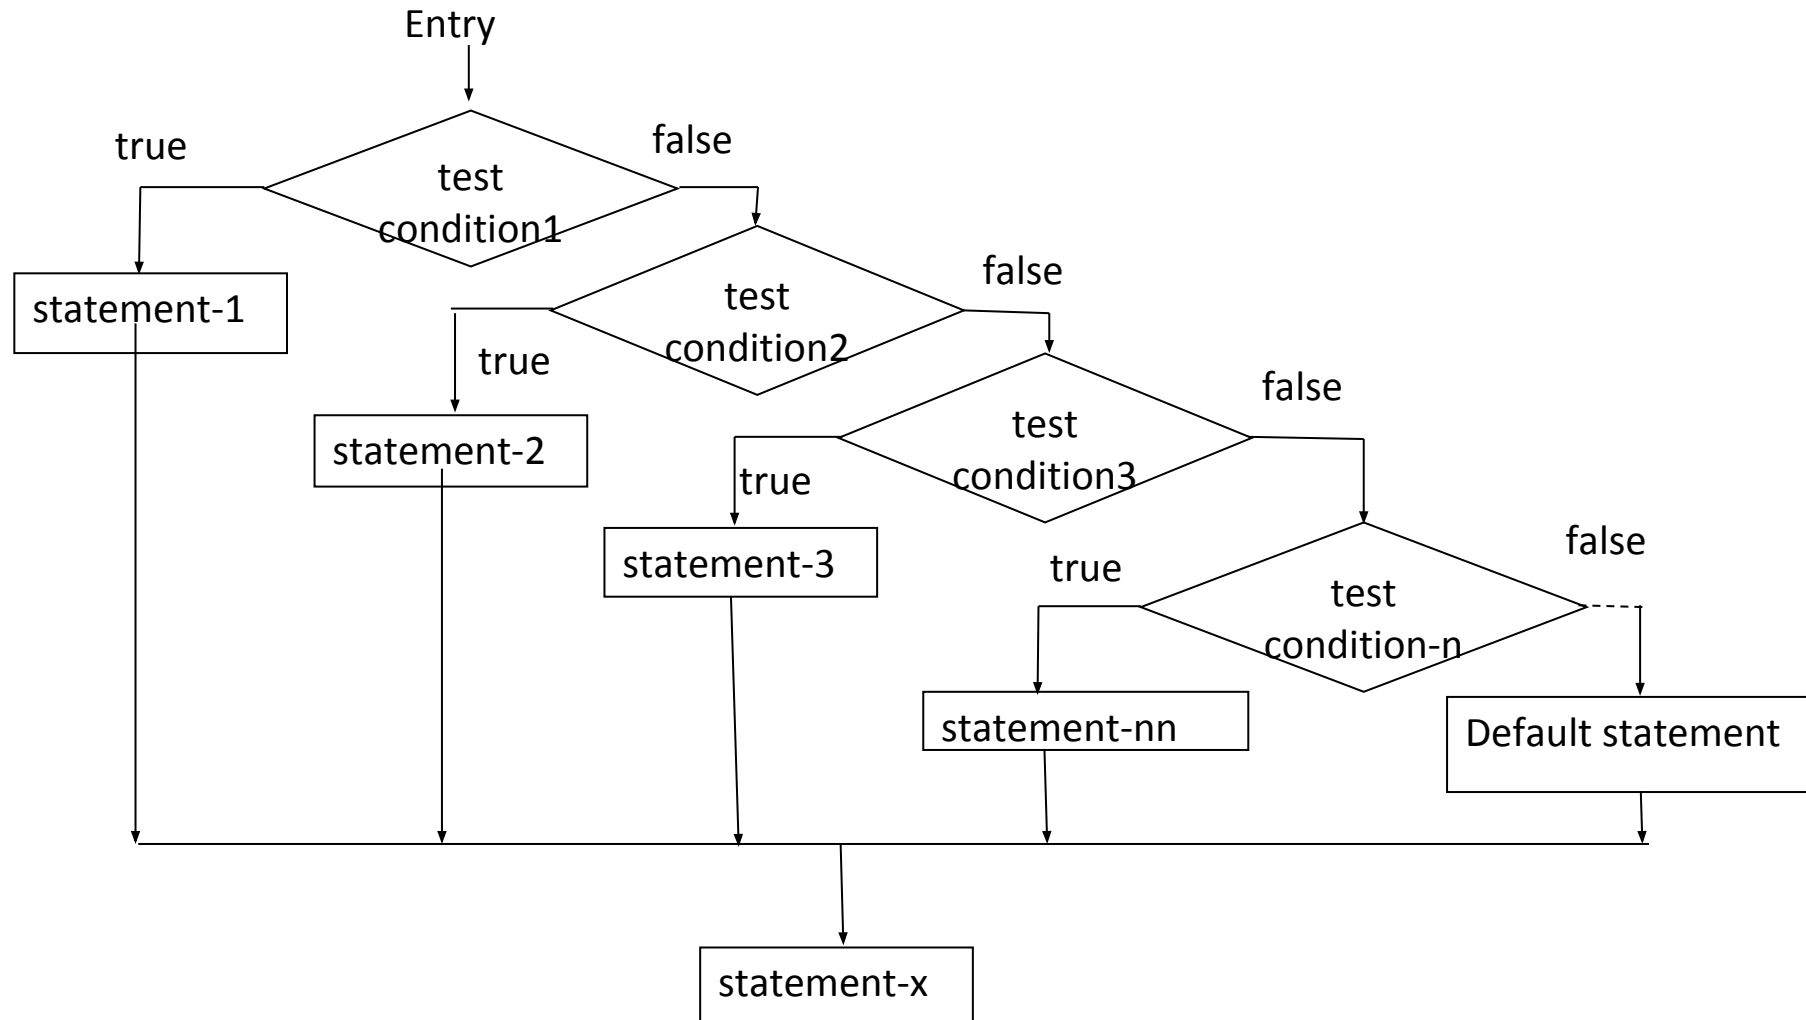 Entry
true
false
test
condition1
statement-1
false
test
condition2
true
statement-2
false
test
condition3
true
statement-3
false
true
test
condition-n
statement-nn
Default statement
statement-x